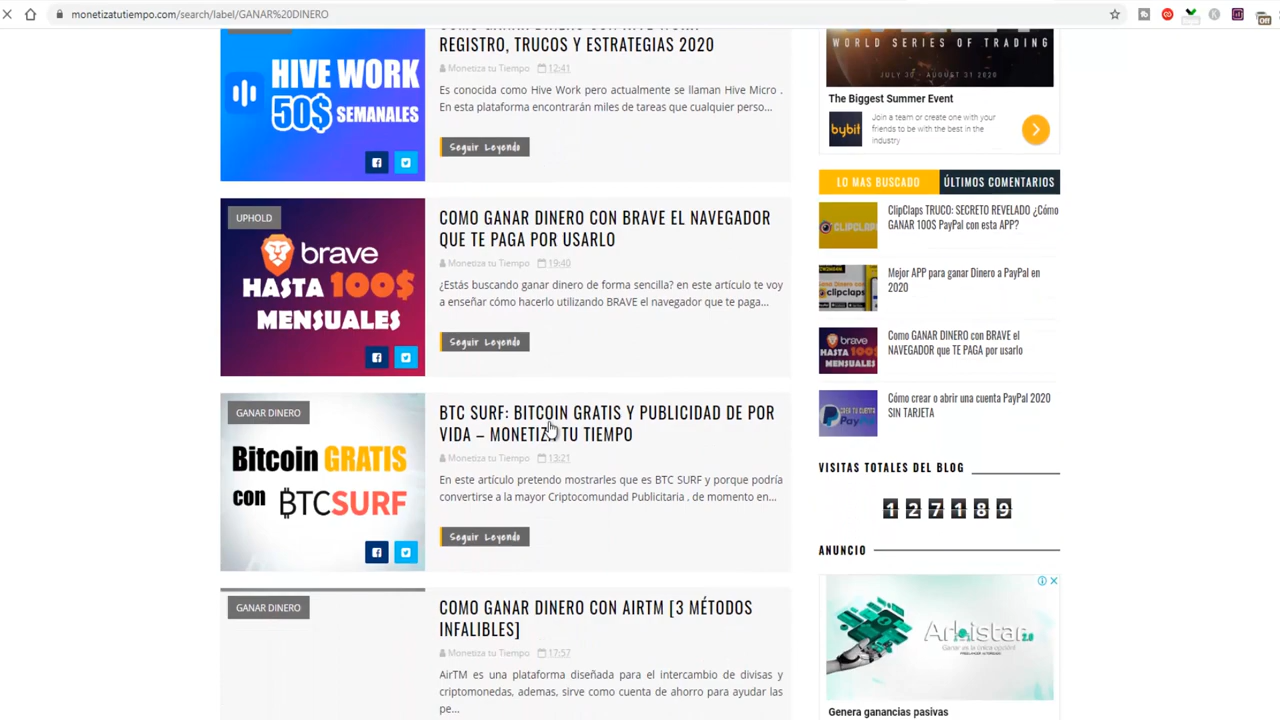 monetizatutiempo.com/search/label/GANAR%20DINERO
Off
REGISTRO, TRUCOS Y ESTRATEGIAS 2020
Monetiza tu Tiempo 12:41
Es conocida como Hive Work pero actualmente se llaman Hive Micro .
En esta plataforma encontrarán miles de tareas que cualquier perso...
Seguir Leyendo
HIVE WORK
50$ SEMANALES
UPHOLD
brave
HASTA 100$
MENSUALES
COMO GANAR DINERO CON BRAVE EL NAVEGADOR
QUE TE PAGA POR USARLO
Monetiza tu Tiempo 19:40
¿Estás buscando ganar dinero de forma sencilla? en este artículo te voy
a enseñar cómo hacerlo utilizando BRAVE el navegador que te paga...
Seguir Leyendo
GANAR DINERO
Bitcoin GRATIS
con BTCSURF
BTC SURF: BITCOIN GRATIS Y PUBLICIDAD DE POR
VIDA – MONETIZA TU TIEMPO
Monetiza tu Tiempo 13:21
En este artículo pretendo mostrarles que es BTC SURF y porque podría
convertirse a la mayor Criptocomunidad Publicitaria , de momento en...
Seguir Leyendo
GANAR DINERO
COMO GANAR DINERO CON AIRTM [3 MÉTODOS
INFALIBLES]
Monetiza tu Tiempo 17:57
AirTM es una plataforma diseñada para el intercambio de divisas y
criptomonedas, ademas, sirve como cuenta de ahorro para ayudar las
pe...
WORLD SERIES OF TRADING
JULY 20 - AUGUST 31 2020
The Biggest Summer Event
bybit
Join a team or create one with your
friends to be with the best in the
industry
LO MAS BUSCADO ÚLTIMOS COMENTARIOS
ClipClaps TRUCO: SECRETO REVELADO ¿Cómo
GANAR 100$ PayPal con esta APP?
Mejor APP para ganar Dinero a PayPal en
2020
Como GANAR DINERO con BRAVE el
NAVEGADOR que TE PAGA por usarlo
Cómo crear o abrir una cuenta PayPal 2020
SIN TARJETA
VISITAS TOTALES DEL BLOG
127189
ANUNCIO
Arbistar 2.0
Genera ganancias pasivas